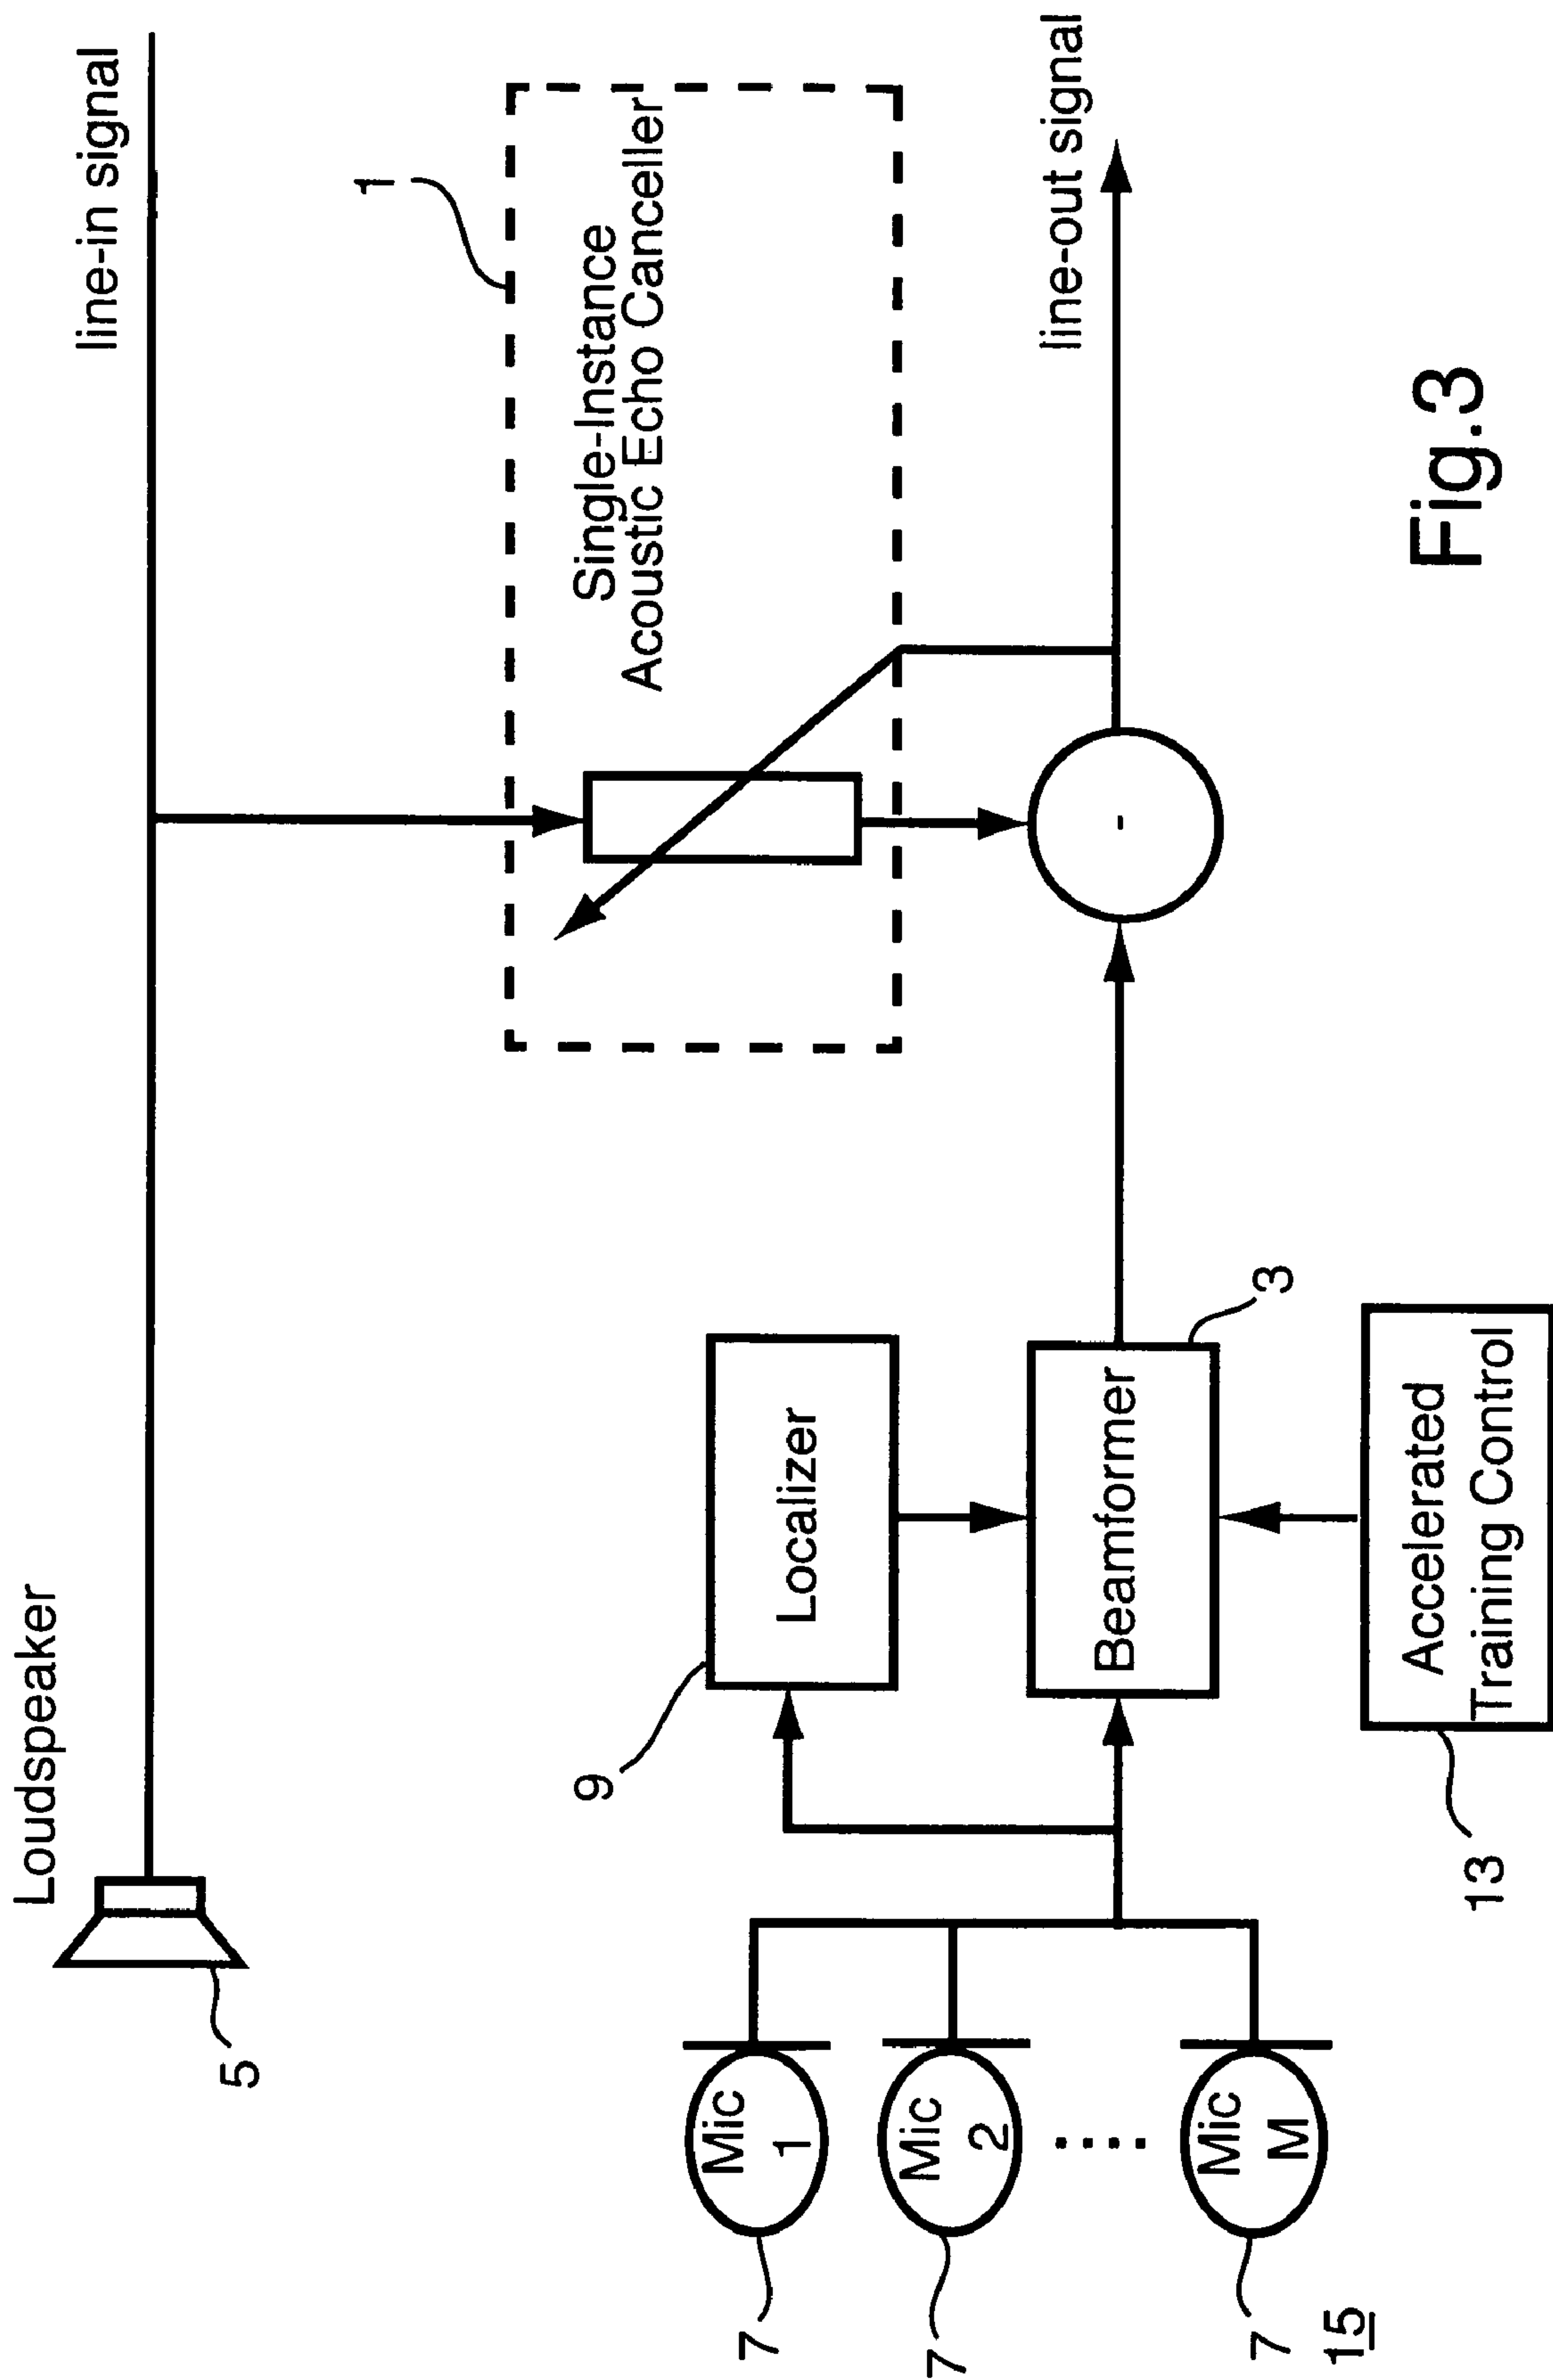 Loudspeaker
line-in signal
5
1
Single-Instance
Acoustic Echo Canceller
9
Localizer
Mic
1
7
Mic
2
7
....
Mic
M
7
Beamformer
3
-
line-out signal
13
Accelerated
Training Control
15
Fig.3